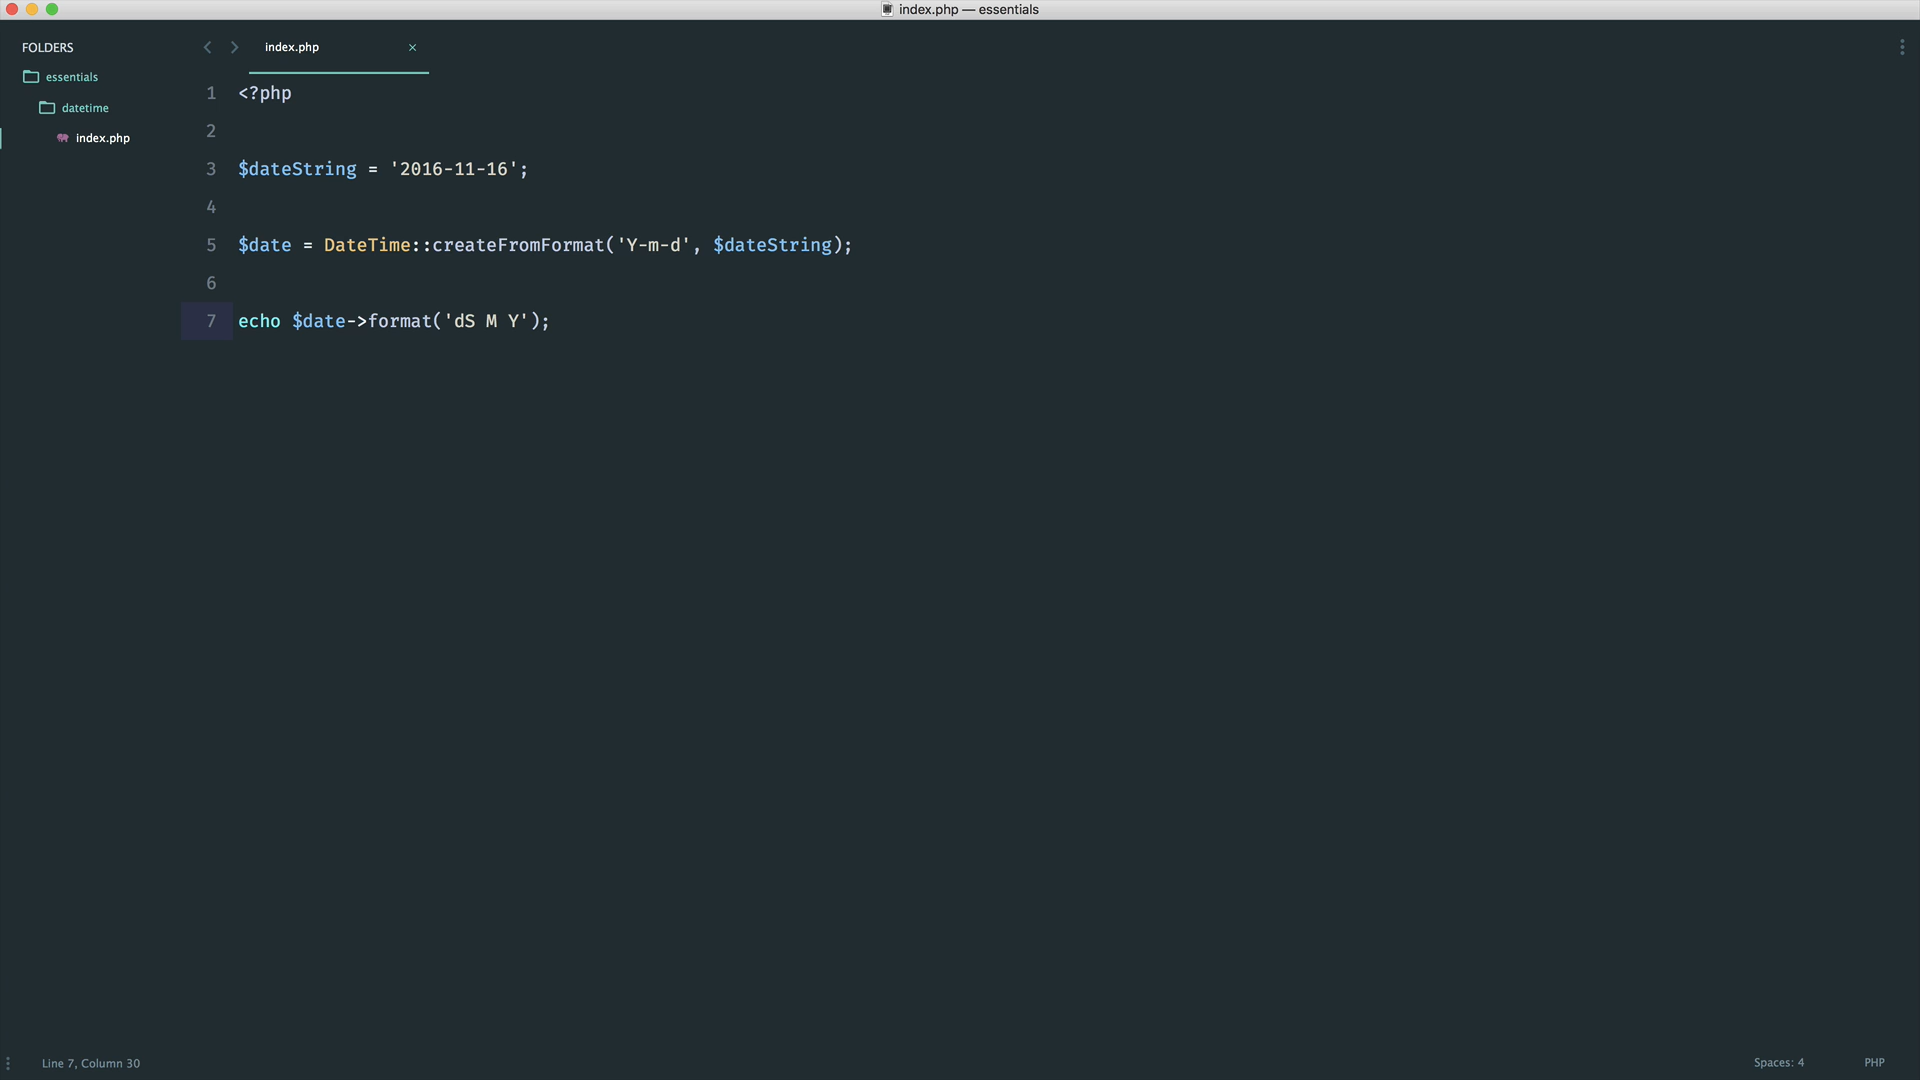 index.php — essentials
FOLDERS
essentials
datetime
index.php
index.php ×
1 <?php
2
3 $dateString = '2016-11-16';
4
5 $date = DateTime::createFromFormat('Y-m-d', $dateString);
6
7 echo $date->format('dS M Y');
Line 7, Column 30
Spaces: 4
PHP